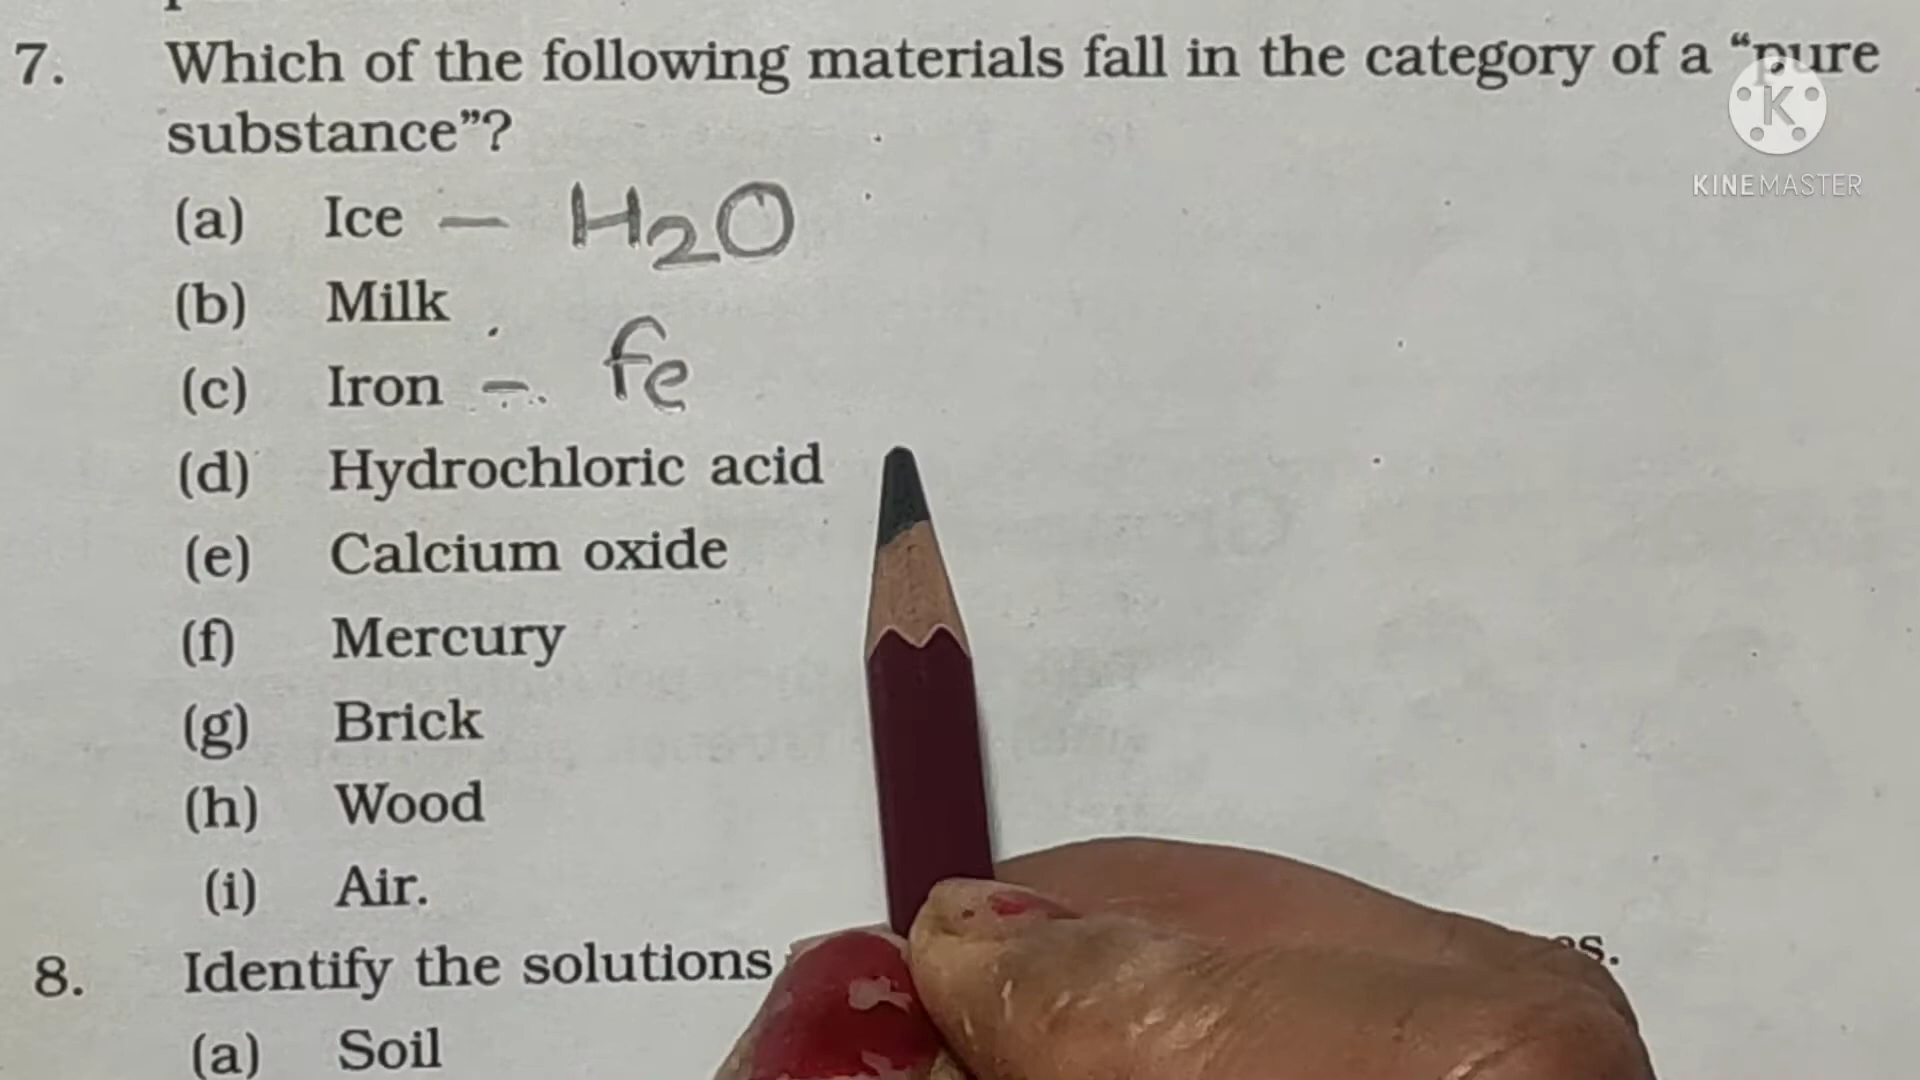 7. Which of the following materials fall in the category of a “pure
substance”?
(a) Ice — H2O
(b) Milk
(c) Iron — fe
(d) Hydrochloric acid
(e) Calcium oxide
(f) Mercury
(g) Brick
(h) Wood
(i) Air.
8. Identify the solutions
(a) Soil
K
KINEMASTER